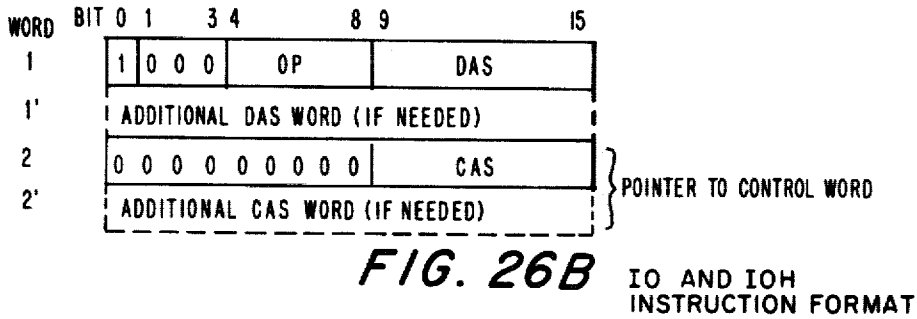 WORD BIT 0 1 3 4 8 9 15
1 1 0 0 0 OP DAS
1' ADDITIONAL DAS WORD (IF NEEDED)
2 0 0 0 0 0 0 0 0 0 CAS
2' ADDITIONAL CAS WORD (IF NEEDED)
POINTER TO CONTROL WORD
FIG. 26B IO AND IOH
INSTRUCTION FORMAT